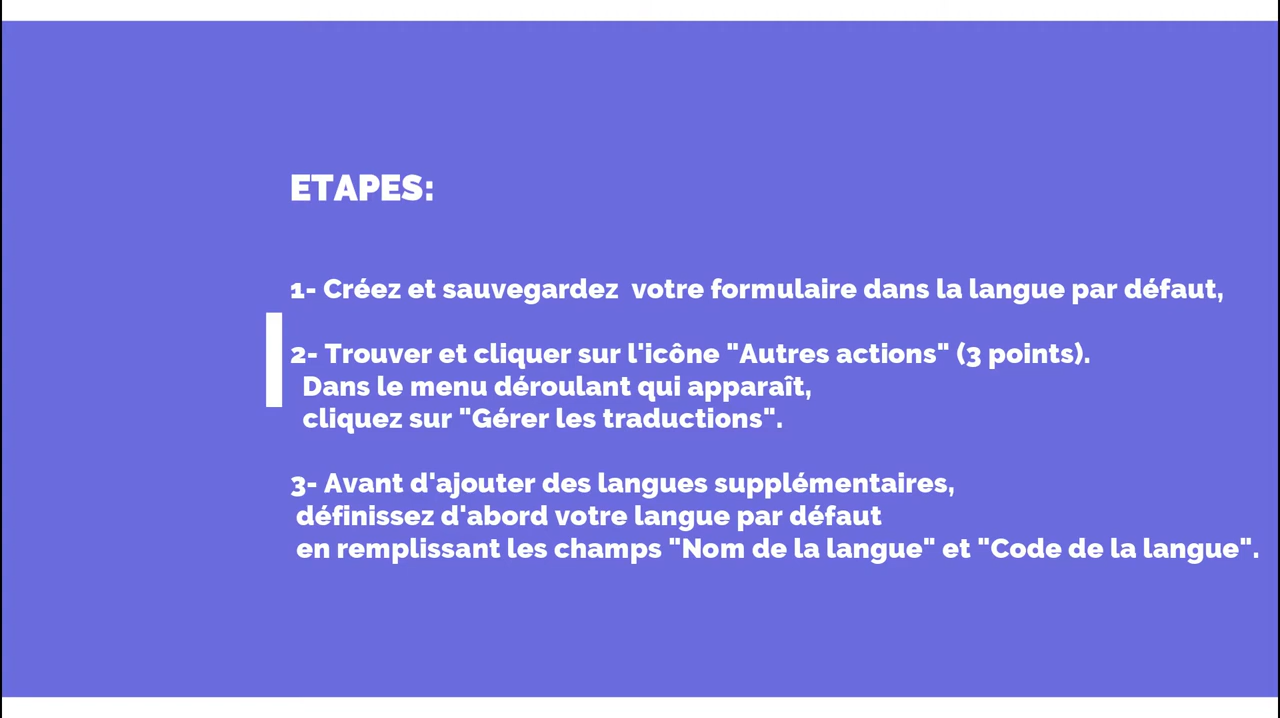 ETAPES:
1- Créez et sauvegardez  votre formulaire dans la langue par défaut,
2- Trouver et cliquer sur l'icône "Autres actions" (3 points).
Dans le menu déroulant qui apparaît,
cliquez sur "Gérer les traductions".
3- Avant d'ajouter des langues supplémentaires,
définissez d'abord votre langue par défaut
en remplissant les champs "Nom de la langue" et "Code de la langue".